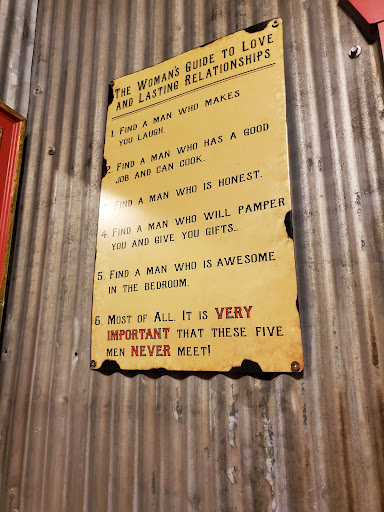 The Woman's Guide to Love
and Lasting Relationships
1. Find a man who makes
you laugh.
2. Find a man who has a good
job and can cook.
3. Find a man who is honest.
4. Find a man who will pamper
you and give you gifts..
5. Find a man who is awesome
in the bedroom.
6. Most of All, It is VERY
IMPORTANT that these five
men NEVER meet!